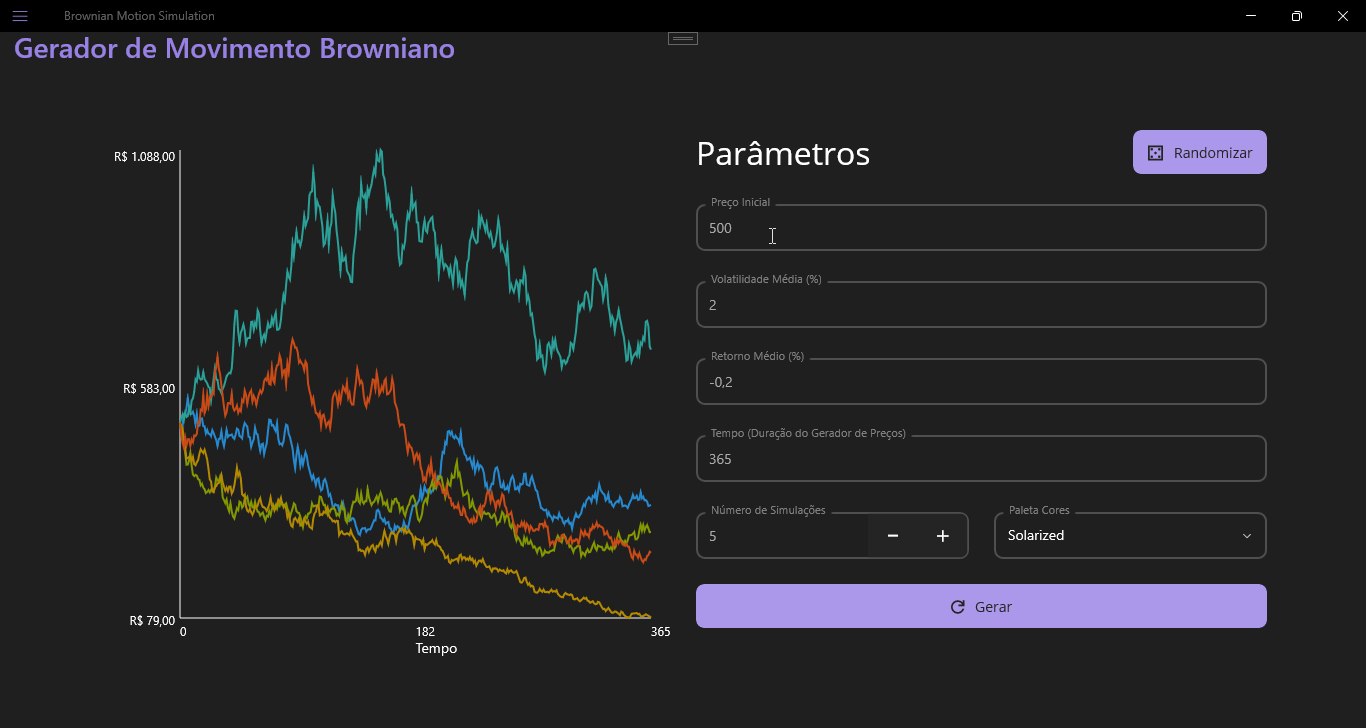 Brownian Motion Simulation
Gerador de Movimento Browniano
R$ 1.088,00
R$ 583,00
R$ 79,00
0
182
365
Tempo
Parâmetros
Randomizar
Preço Inicial
500
Volatilidade Média (%)
2
Retorno Médio (%)
-0,2
Tempo (Duração do Gerador de Preços)
365
Número de Simulações
5
Paleta Cores
Solarized
Gerar